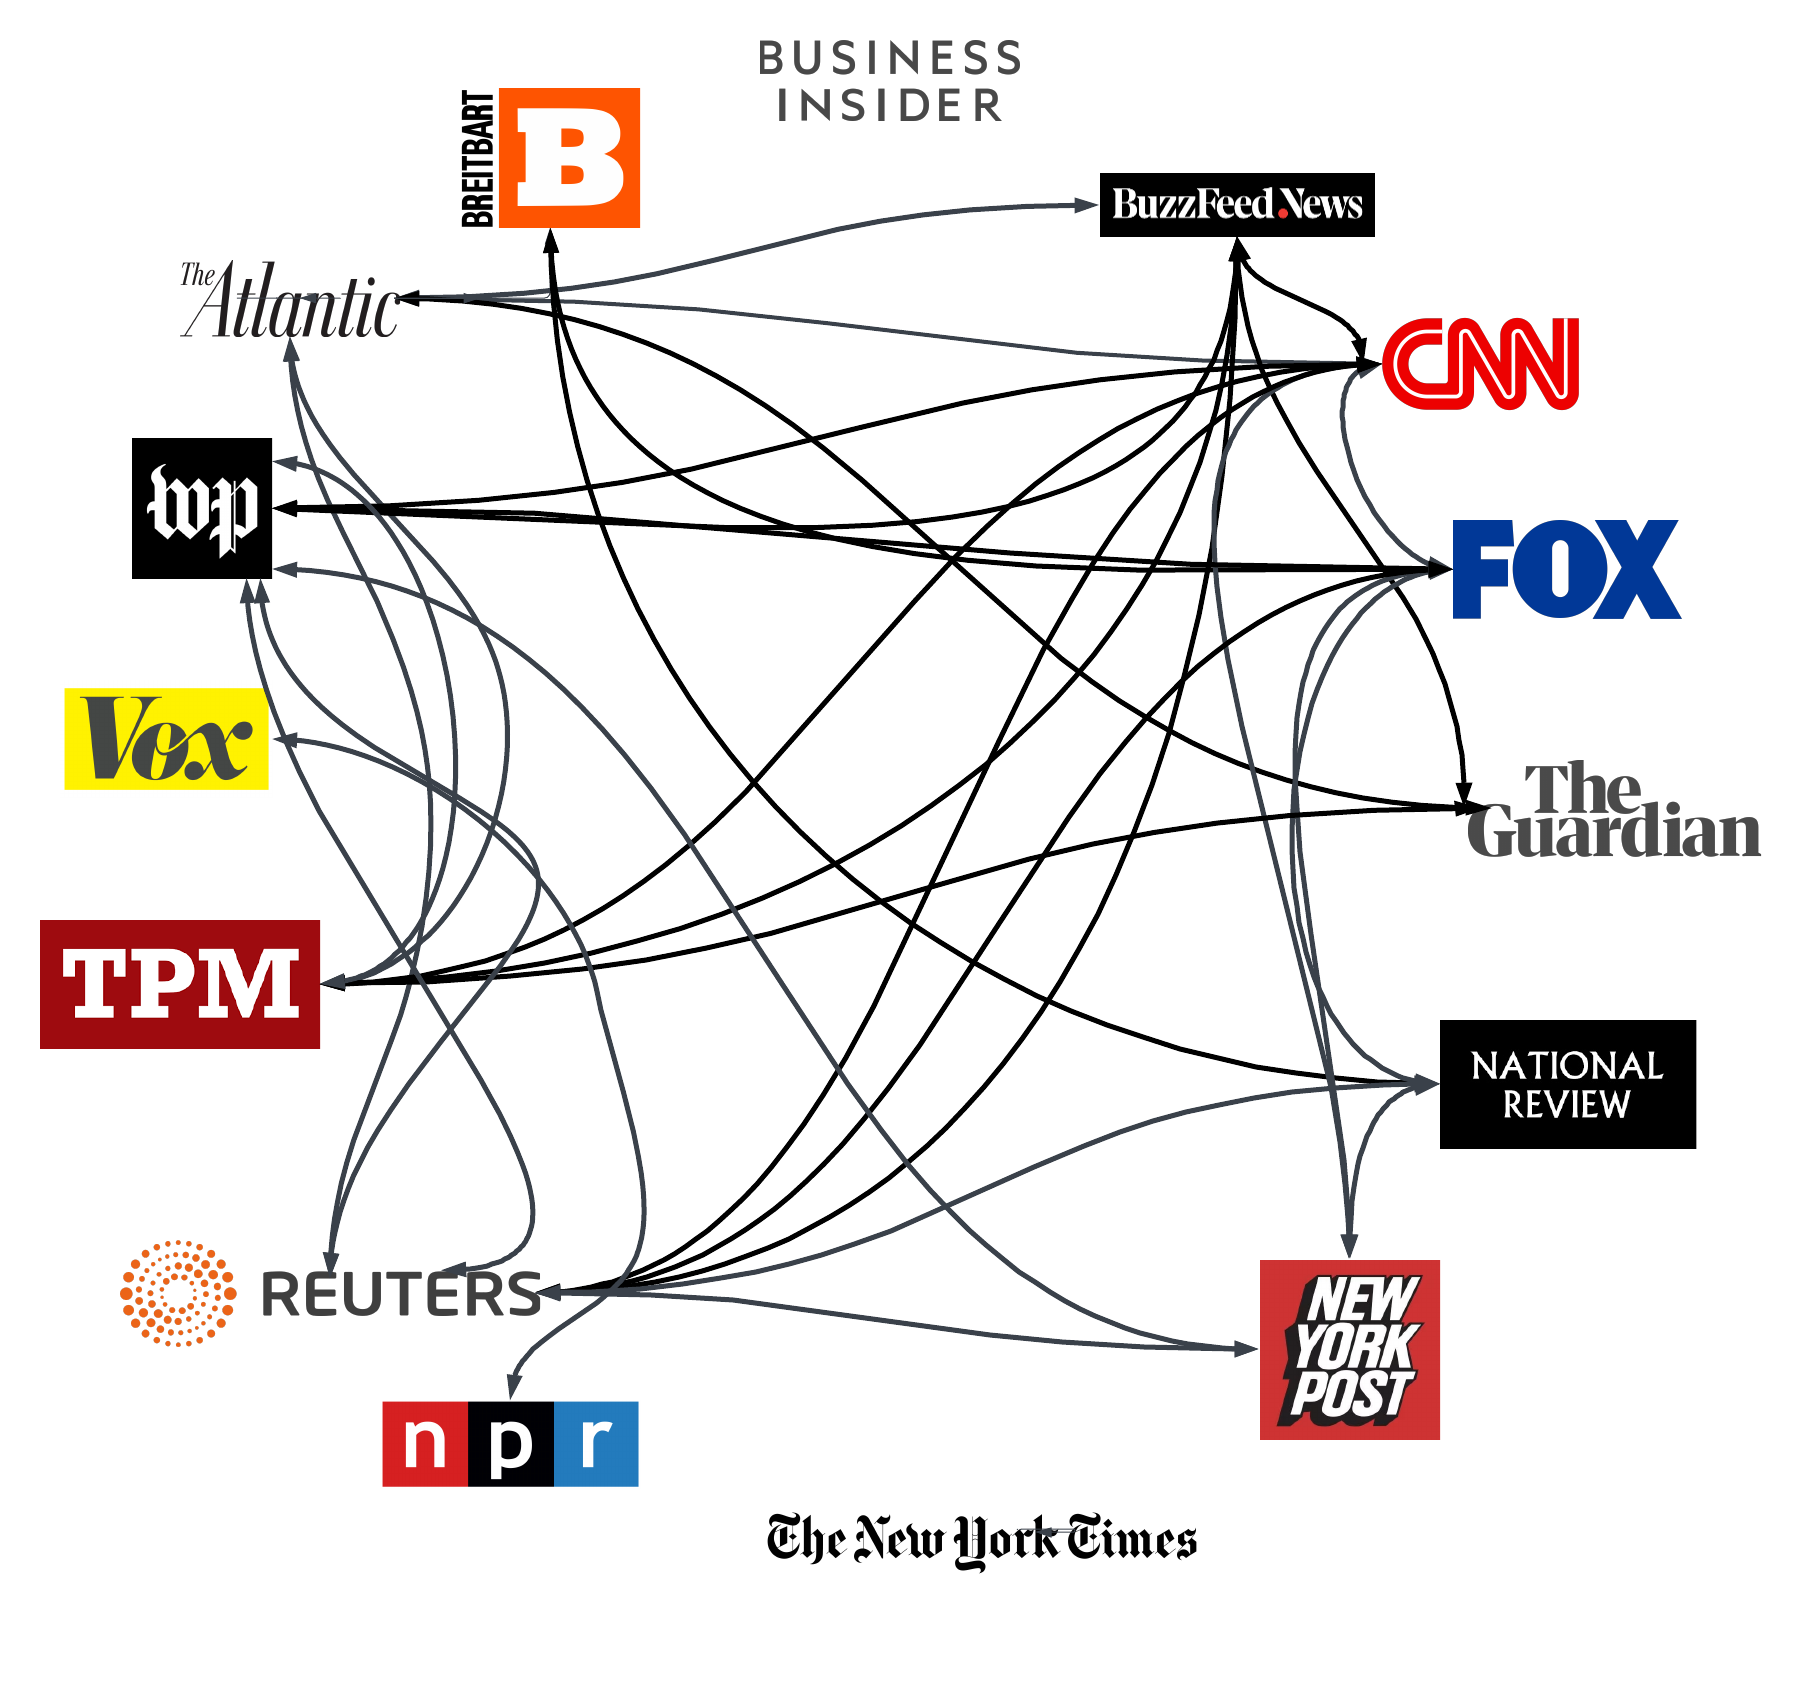 BUSINESS
INSIDER
BREITBART
B
BuzzFeed.News
The
Atlantic
CNN
wp
FOX
Vox
The
Guardian
TPM
NATIONAL
REVIEW
REUTERS
NEW
YORK
POST
npr
The New York Times